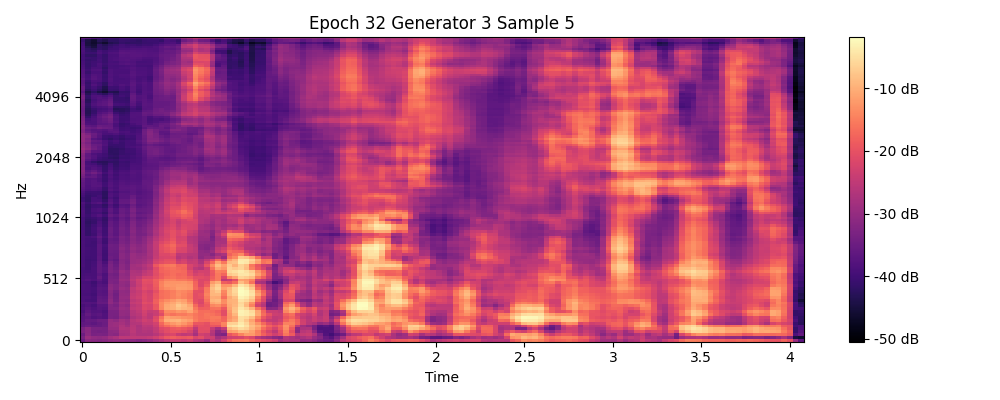 Epoch 32 Generator 3 Sample 5
Hz
4096
2048
1024
512
0
0 0.5 1 1.5 2 2.5 3 3.5 4
Time
-10 dB
-20 dB
-30 dB
-40 dB
-50 dB